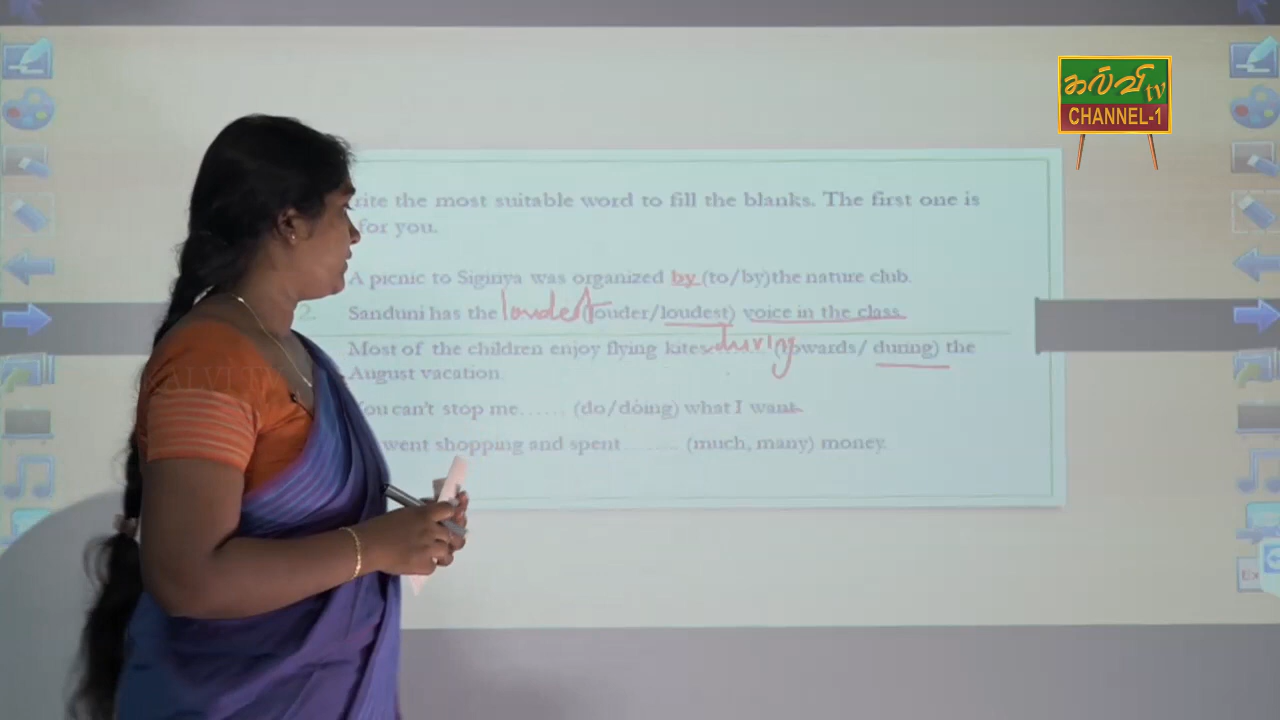 கல்வி tv
CHANNEL-1
rite the most suitable word to fill the blanks. The first one is
for you.
A picnic to Sigiriya was organized by (to/by)the nature club.
2. Sanduni has the loudest (louder/loudest) voice in the class.
Most of the children enjoy flying kites during (towards/ during) the
August vacation.
You can't stop me...... (do/doing) what I want.
went shopping and spent ........ (much, many) money.
Ex